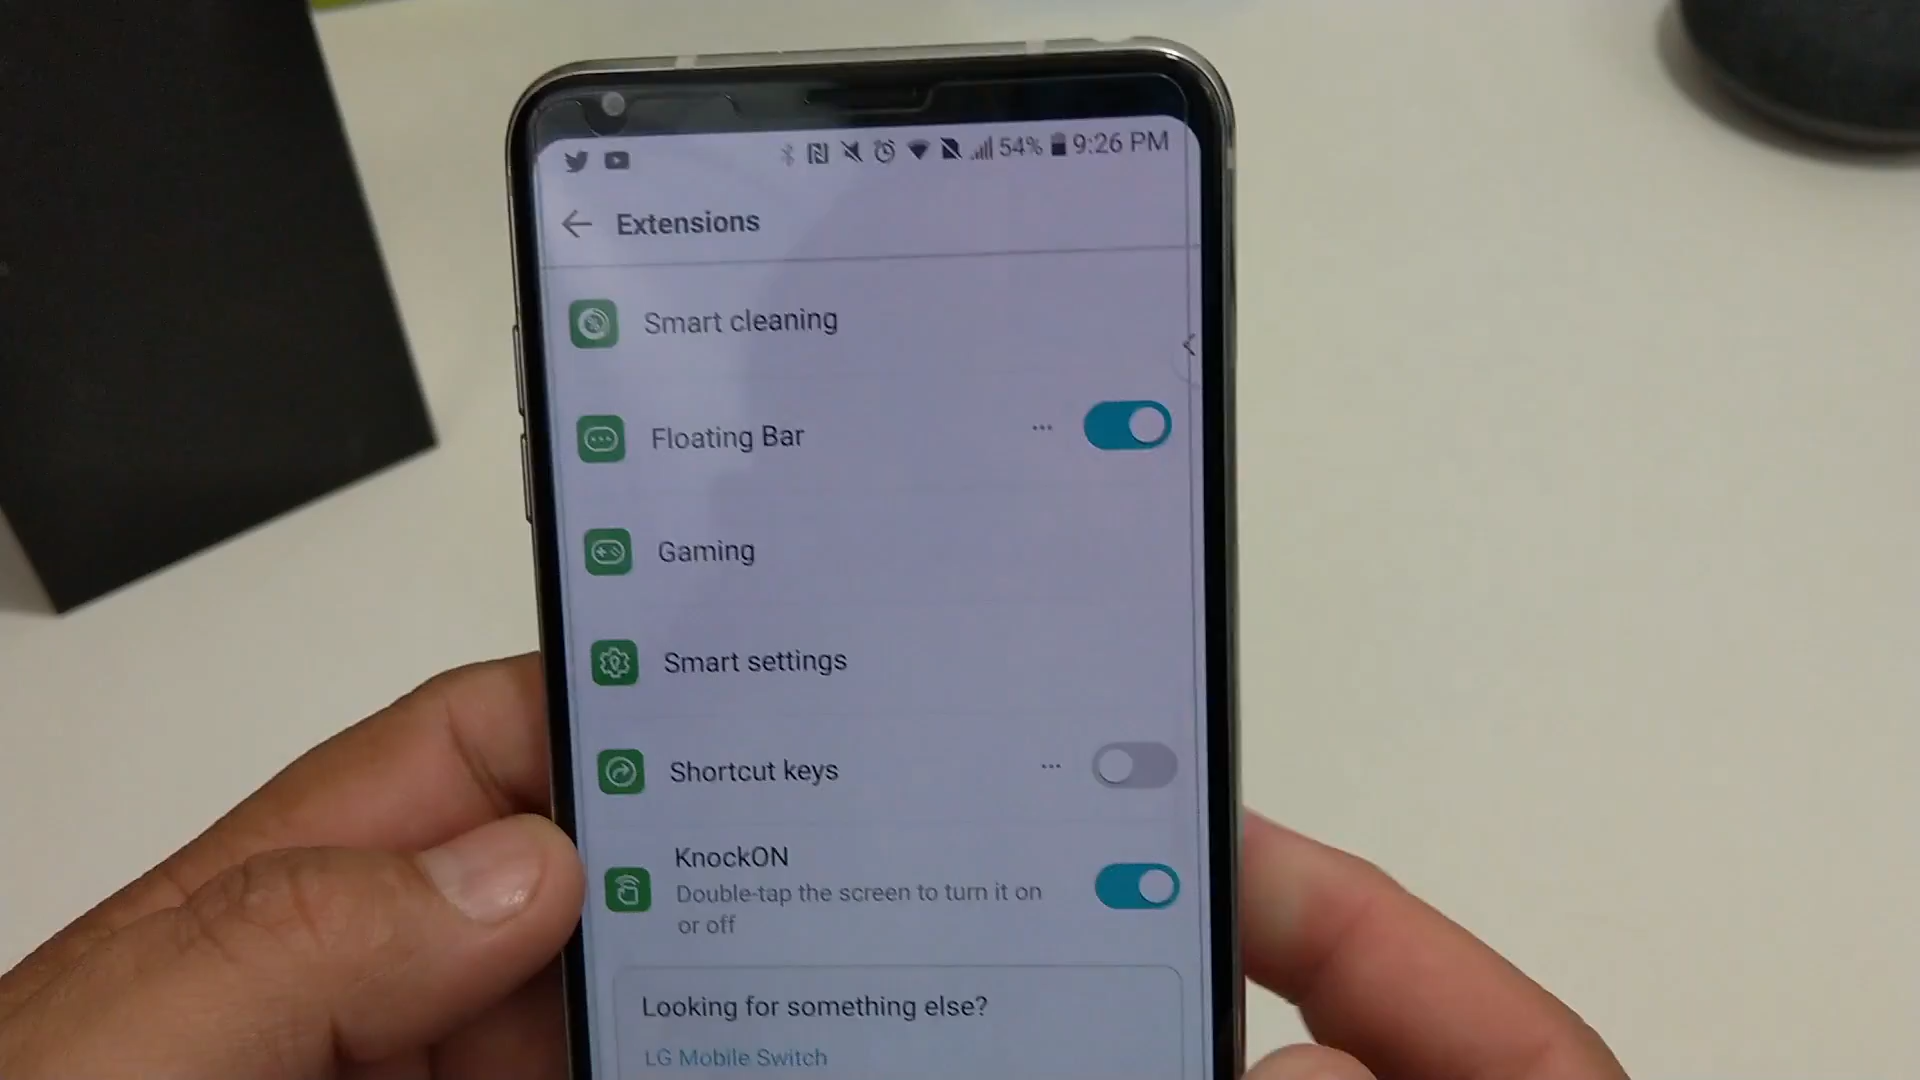 54% 9:26 PM
Extensions
Smart cleaning
Floating Bar
Gaming
Smart settings
Shortcut keys
KnockON
Double-tap the screen to turn it on
or off
Looking for something else?
LG Mobile Switch